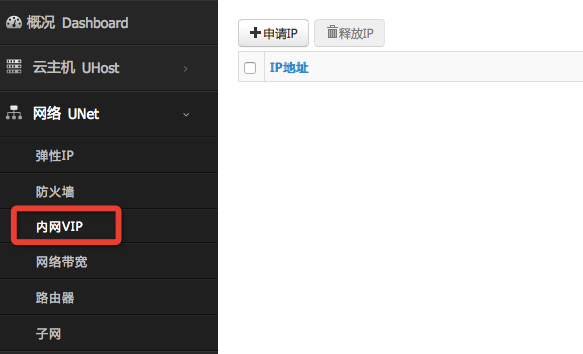 概况 Dashboard
云主机 UHost
网络 UNet
弹性IP
防火墙
内网VIP
网络带宽
路由器
子网
申请IP
释放IP
IP地址